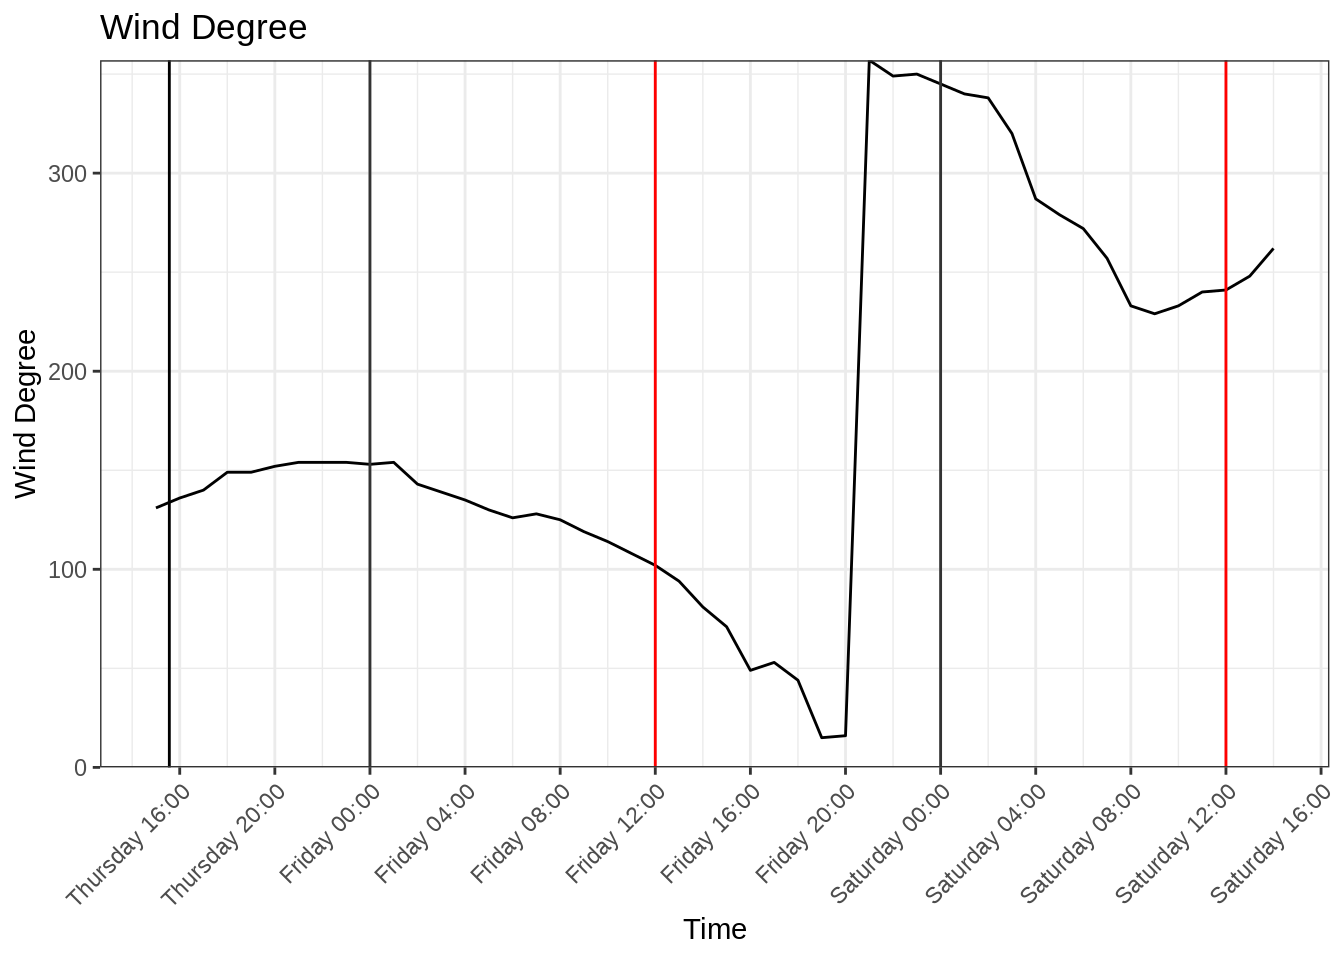 Wind Degree
Wind Degree
300
200
100
0
Thursday 16:00
Thursday 20:00
Friday 00:00
Friday 04:00
Friday 08:00
Friday 12:00
Friday 16:00
Friday 20:00
Saturday 00:00
Saturday 04:00
Saturday 08:00
Saturday 12:00
Saturday 16:00
Time